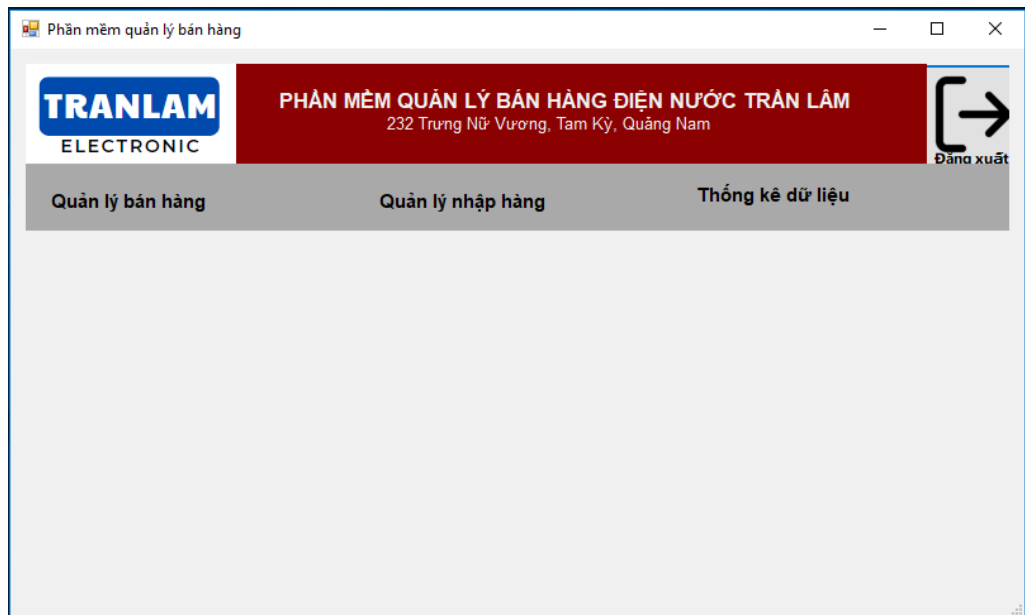 Phần mềm quản lý bán hàng
TRANLAM
ELECTRONIC
PHẦN MỀM QUẢN LÝ BÁN HÀNG ĐIỆN NƯỚC TRẦN LÂM
232 Trưng Nữ Vương, Tam Kỳ, Quảng Nam
Đăng xuất
Quản lý bán hàng
Quản lý nhập hàng
Thống kê dữ liệu